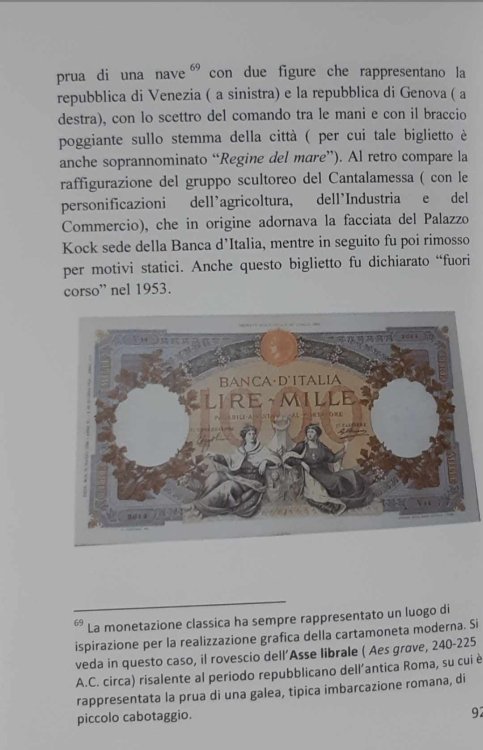 prua di una nave 69 con due figure che rappresentano la
repubblica di Venezia ( a sinistra) e la repubblica di Genova ( a
destra), con lo scettro del comando tra le mani e con il braccio
poggiante sullo stemma della città ( per cui tale biglietto è
anche soprannominato “Regine del mare”). Al retro compare la
raffigurazione del gruppo scultoreo del Cantalamessa ( con le
personificazioni dell’agricoltura, dell’Industria e del
Commercio), che in origine adornava la facciata del Palazzo
Kock sede della Banca d’Italia, mentre in seguito fu poi rimosso
per motivi statici. Anche questo biglietto fu dichiarato “fuori
corso” nel 1953.
BANCA·D'ITALIA
LIRE·MILLE
69 La monetazione classica ha sempre rappresentato un luogo di
ispirazione per la realizzazione grafica della cartamoneta moderna. Si
veda in questo caso, il rovescio dell’Asse librale ( Aes grave, 240-225
A.C. circa) risalente al periodo repubblicano dell’antica Roma, su cui è
rappresentata la prua di una galea, tipica imbarcazione romana, di
piccolo cabotaggio.
92